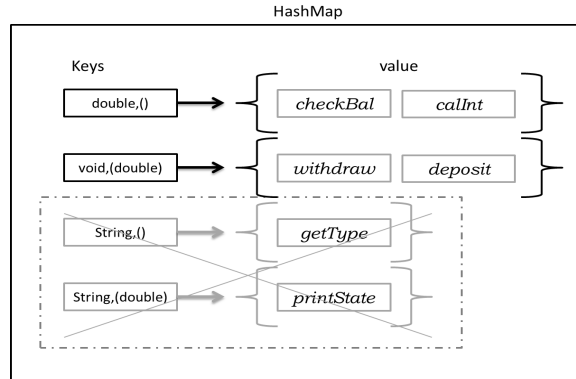 HashMap
Keys value
double,() checkBal calInt
void,(double) withdraw deposit
String,() getType
String,(double) printState